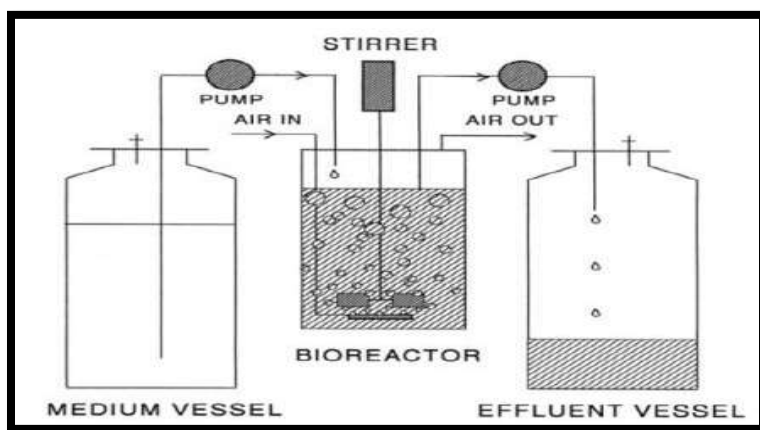 STIRRER
PUMP
PUMP
AIR IN
AIR OUT
BIOREACTOR
MEDIUM VESSEL
EFFLUENT VESSEL